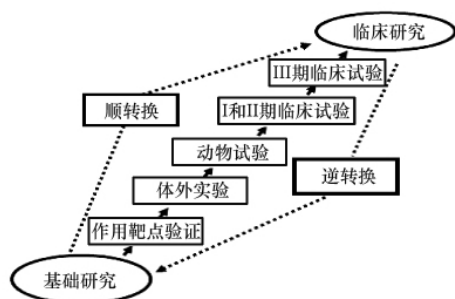 临床研究
III期临床试验
顺转换
I和II期临床试验
动物试验
逆转换
体外实验
作用靶点验证
基础研究